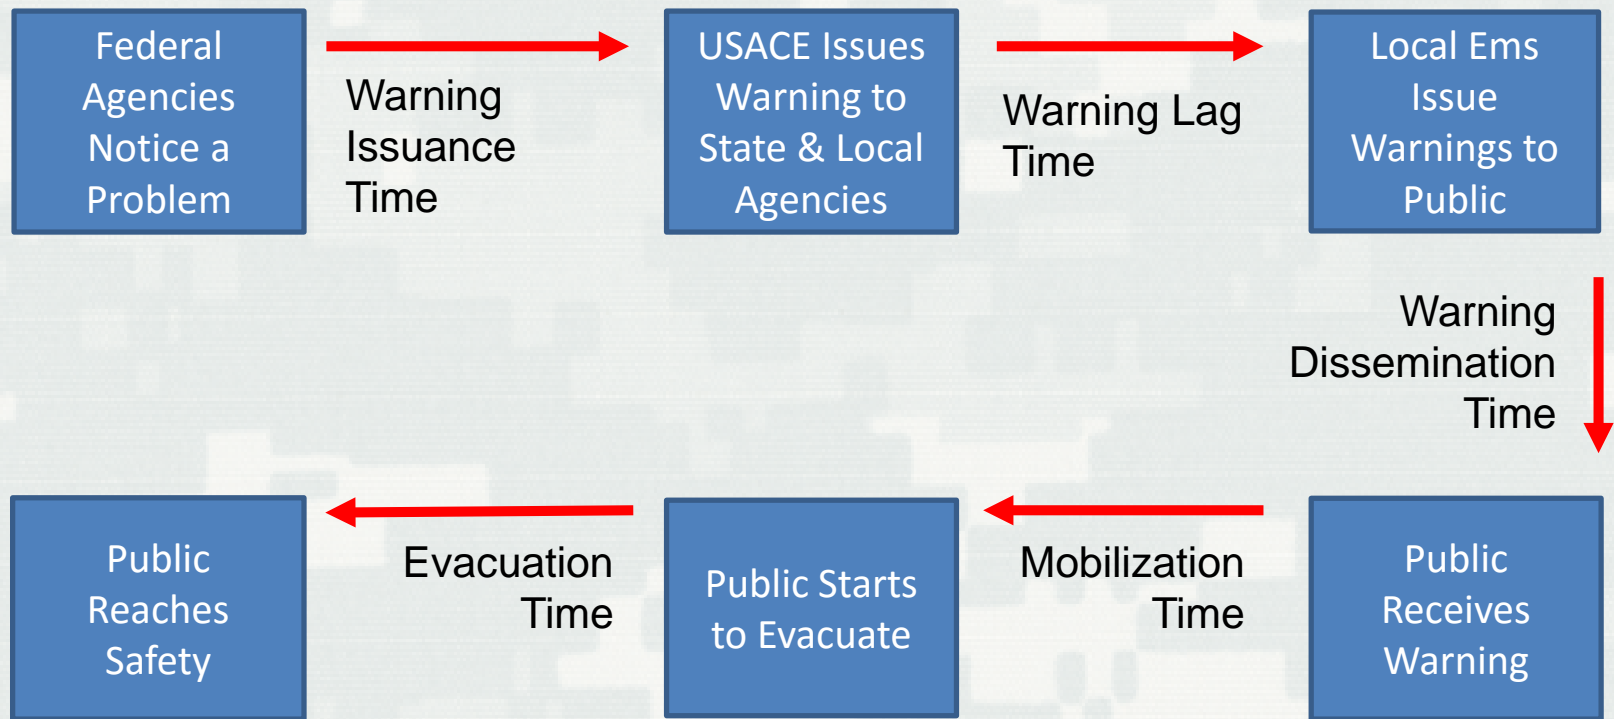 Federal
Agencies
Notice a
Problem
Warning
Issuance
Time
USACE Issues
Warning to
State & Local
Agencies
Warning Lag
Time
Local Ems
Issue
Warnings to
Public
Warning
Dissemination
Time
Public
Receives
Warning
Mobilization
Time
Public Starts
to Evacuate
Evacuation
Time
Public
Reaches
Safety